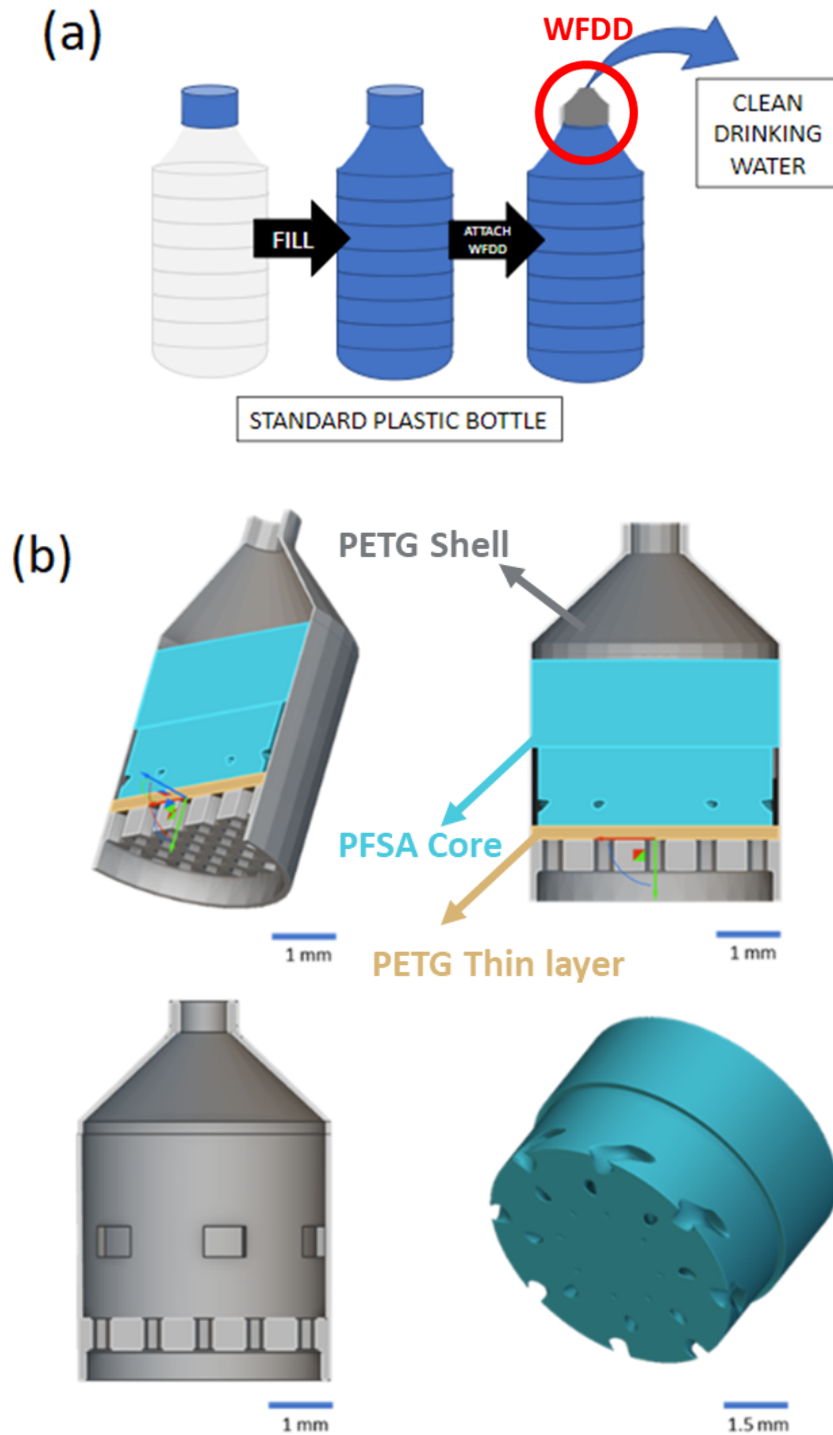 (a)
WFDD
CLEAN
DRINKING
WATER
FILL
ATTACH
WFDD
STANDARD PLASTIC BOTTLE
(b)
PETG Shell
PFSA Core
PETG Thin layer
1 mm
1 mm
1 mm
1.5 mm